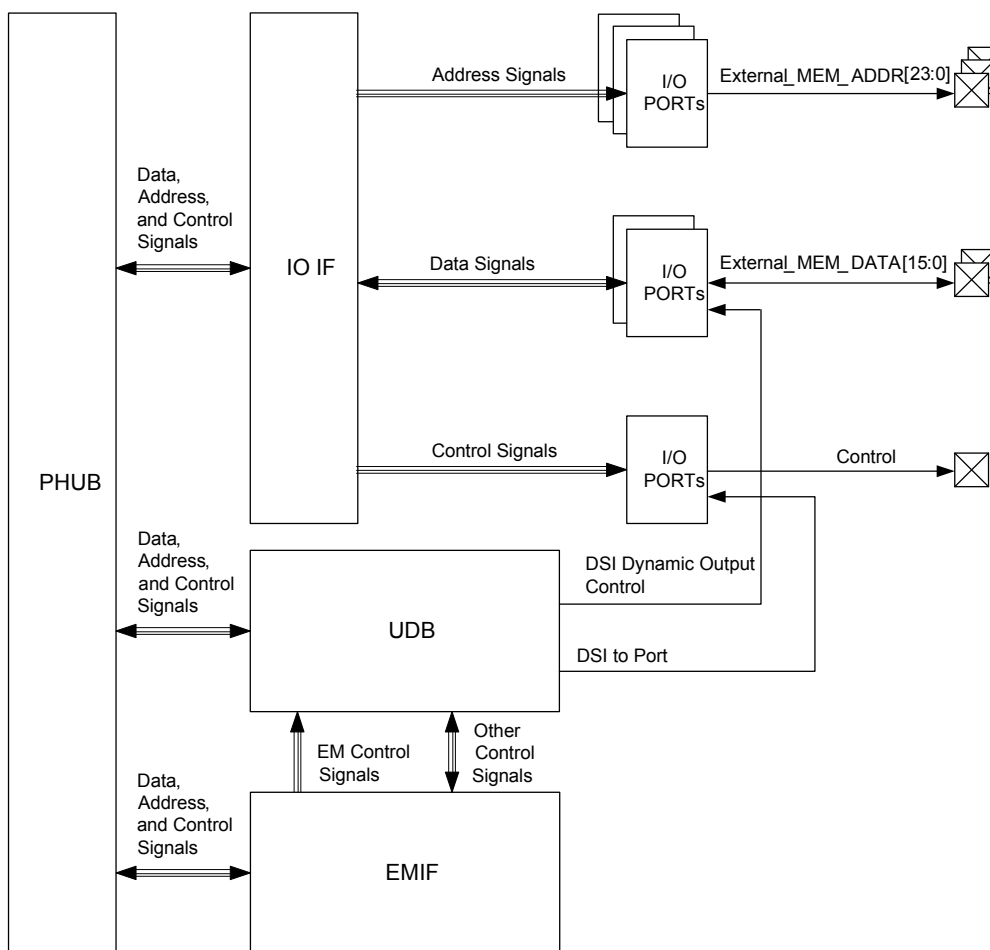 Address Signals
I/O
PORTs
External_MEM_ADDR[23:0]
Data,
Address,
and Control
Signals
IO IF
Data Signals
I/O
PORTs
External_MEM_DATA[15:0]
Control Signals
I/O
PORTs
Control
PHUB
Data,
Address,
and Control
Signals
UDB
DSI Dynamic Output
Control
DSI to Port
EM Control
Signals
Other
Control
Signals
Data,
Address,
and Control
Signals
EMIF